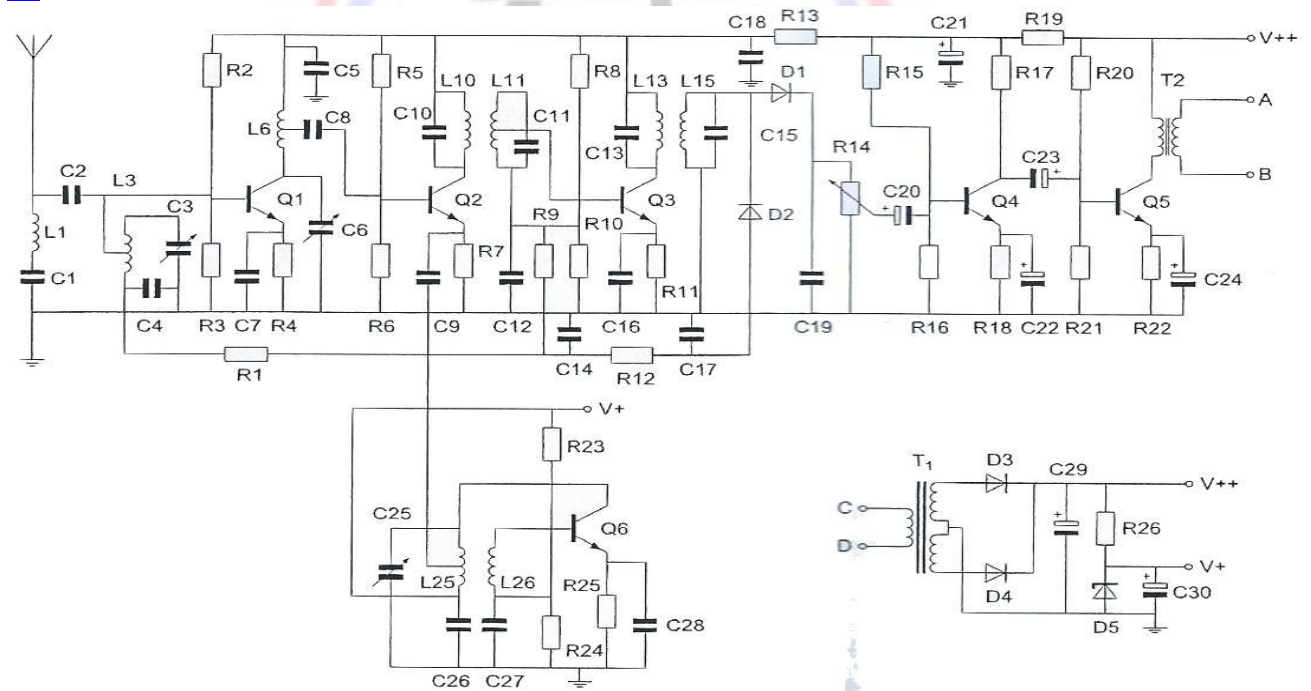 C18 R13 C21 R19
V++
R2 C5 R5 L10 L11 R8 L13 L15 D1 R15 R17 R20 T2
L6 C8 C10 C11 C13 C15 R14 A
C2 L3 C20 C23 B
C3 Q1 Q2 Q3 D2 Q4 Q5
L1 C6 R7 R9 R10
C1 R11 C24
C4 R3 C7 R4 R6 C9 C12 C16 C19 R16 R18 C22 R21 R22
R1 C14 R12 C17
V+
R23
T1 D3 C29 V++
C25 Q6 C R26
D
L25 L26 R25 D4 V+
C30
R24 C28 D5
C26 C27